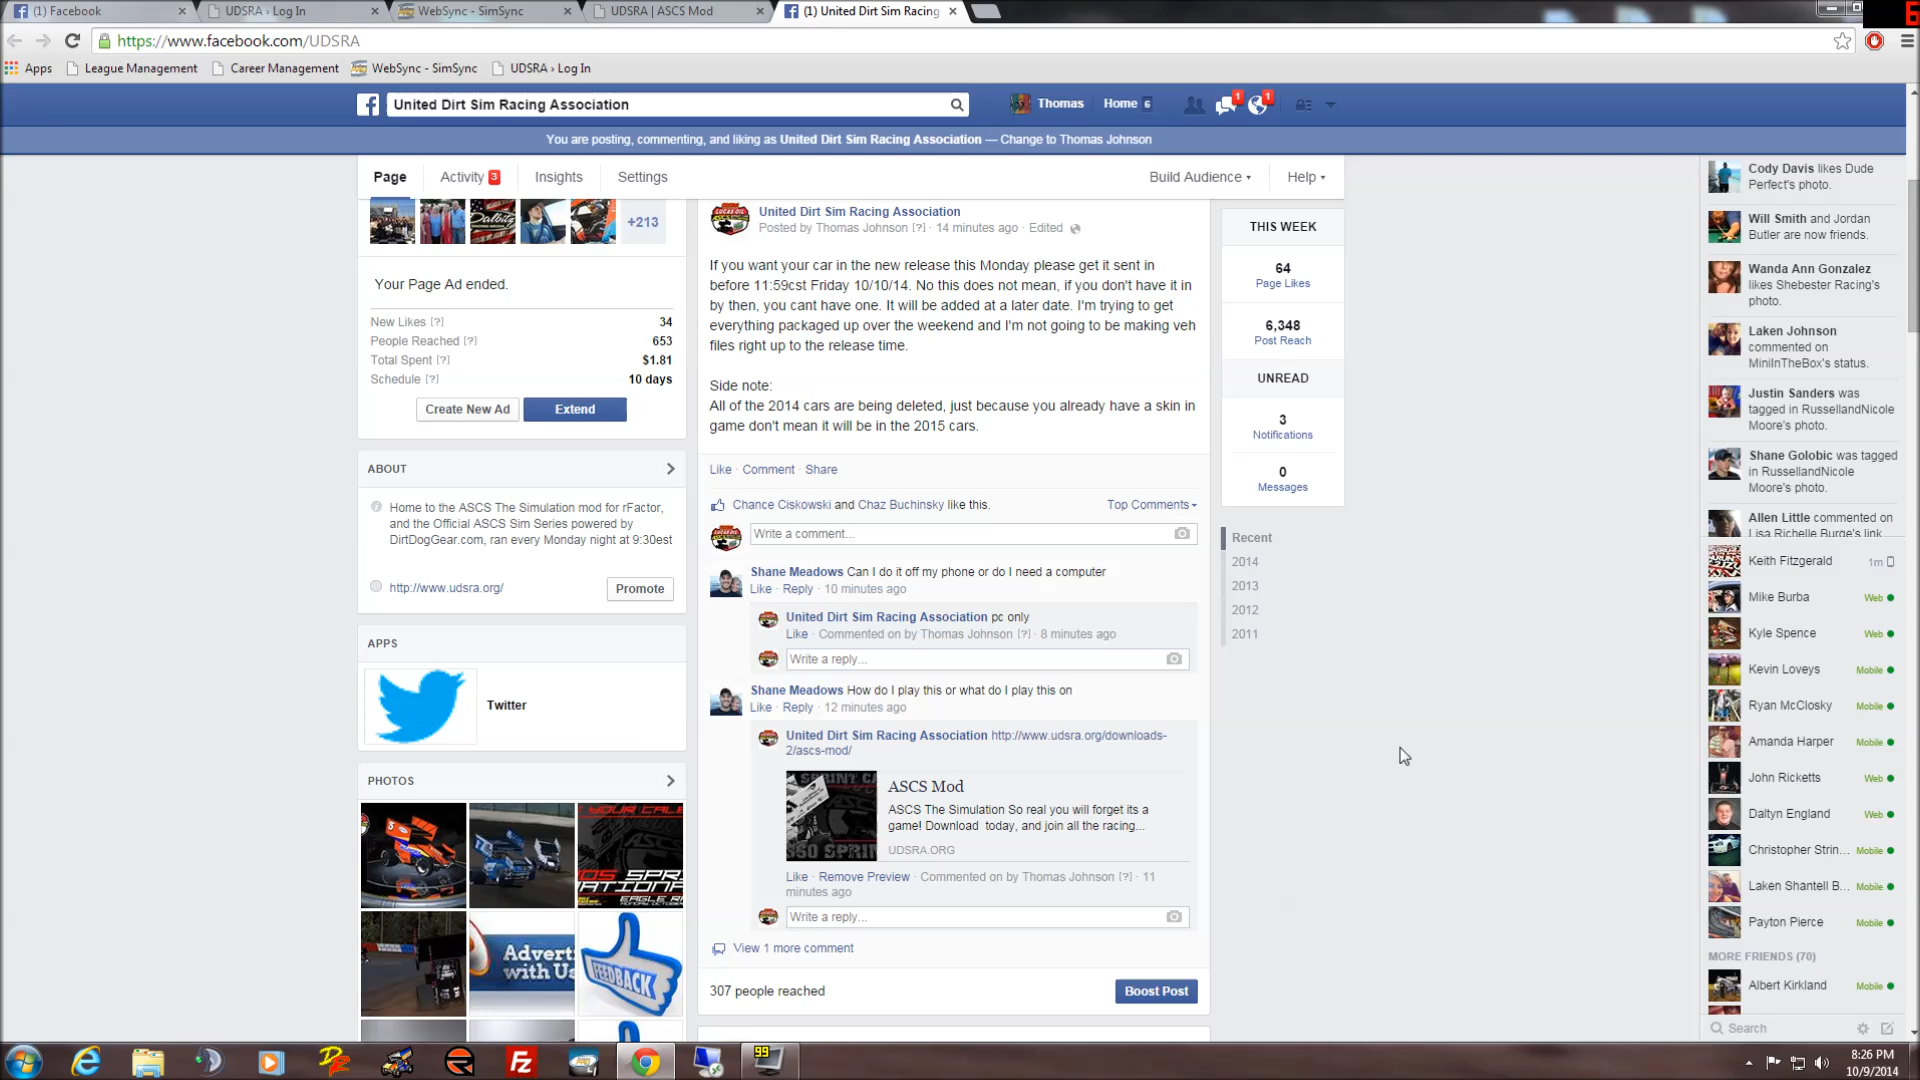 (1) Facebook
UDSRA › Log In
WebSync - SimSync
UDSRA | ASCS Mod
(1) United Dirt Sim Racing
https://www.facebook.com/UDSRA
Apps
League Management
Career Management
WebSync - SimSync
UDSRA › Log In
United Dirt Sim Racing Association
Thomas
Home 6
1
1
You are posting, commenting, and liking as United Dirt Sim Racing Association — Change to Thomas Johnson
Page
Activity 3
Insights
Settings
Build Audience
Help
+213
Your Page Ad ended.
New Likes [?] 34
People Reached [?] 653
Total Spent [?] $1.81
Schedule [?] 10 days
Create New Ad
Extend
ABOUT
Home to the ASCS The Simulation mod for rFactor,
and the Official ASCS Sim Series powered by
DirtDogGear.com, ran every Monday night at 9:30est
http://www.udsra.org/
Promote
APPS
Twitter
PHOTOS
Advert
with Us
FEEDBACK
United Dirt Sim Racing Association
Posted by Thomas Johnson [?] · 14 minutes ago · Edited
If you want your car in the new release this Monday please get it sent in
before 11:59cst Friday 10/10/14. No this does not mean, if you don't have it in
by then, you cant have one. It will be added at a later date. I'm trying to get
everything packaged up over the weekend and I'm not going to be making veh
files right up to the release time.
Side note:
All of the 2014 cars are being deleted, just because you already have a skin in
game don't mean it will be in the 2015 cars.
Like · Comment · Share
Chance Ciskowski and Chaz Buchinsky like this.
Top Comments
Write a comment...
Shane Meadows Can I do it off my phone or do I need a computer
Like · Reply · 10 minutes ago
United Dirt Sim Racing Association pc only
Like · Commented on by Thomas Johnson [?] · 8 minutes ago
Write a reply...
Shane Meadows How do I play this or what do I play this on
Like · Reply · 12 minutes ago
United Dirt Sim Racing Association http://www.udsra.org/downloads-
2/ascs-mod/
ASCS Mod
ASCS The Simulation So real you will forget its a
game! Download today, and join all the racing...
UDSRA.ORG
Like · Remove Preview · Commented on by Thomas Johnson [?] · 11
minutes ago
Write a reply...
View 1 more comment
307 people reached
Boost Post
THIS WEEK
64
Page Likes
6,348
Post Reach
UNREAD
3
Notifications
0
Messages
Recent
2014
2013
2012
2011
Cody Davis likes Dude
Perfect's photo.
Will Smith and Jordan
Butler are now friends.
Wanda Ann Gonzalez
likes Shebester Racing's
photo.
Laken Johnson
commented on
MiniInTheBox's status.
Justin Sanders was
tagged in RussellandNicole
Moore's photo.
Shane Golobic was tagged
in RussellandNicole
Moore's photo.
Allen Little commented on
Lisa Richelle Burge's link.
Keith Fitzgerald 1m
Mike Burba Web
Kyle Spence Web
Kevin Loveys Mobile
Ryan McClosky Mobile
Amanda Harper Mobile
John Ricketts Web
Daltyn England Web
Christopher Strin... Mobile
Laken Shantell B... Mobile
Payton Pierce Mobile
MORE FRIENDS (70)
Albert Kirkland Mobile
Search
99
8:26 PM
10/9/2014